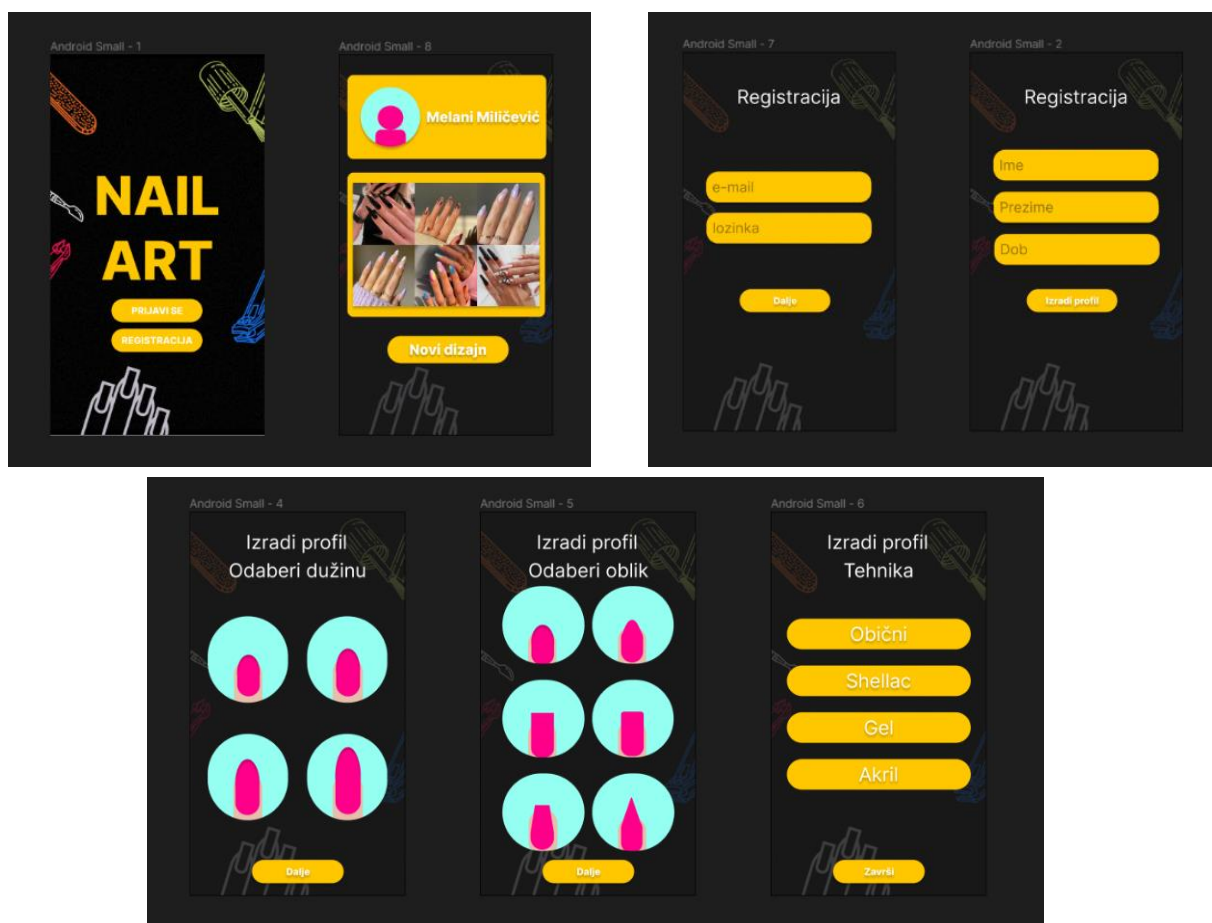 Android Small - 1
NAIL
ART
PRIJAVI SE
REGISTRACIJA
Android Small - 8
Melani Miličević
Novi dizajn
Android Small - 7
Registracija
e-mail
lozinka
Dalje
Android Small - 2
Registracija
Ime
Prezime
Dob
Izradi profil
Android Small - 4
Izradi profil
Odaberi dužinu
Dalje
Android Small - 5
Izradi profil
Odaberi oblik
Dalje
Android Small - 6
Izradi profil
Tehnika
Obični
Shellac
Gel
Akril
Završi